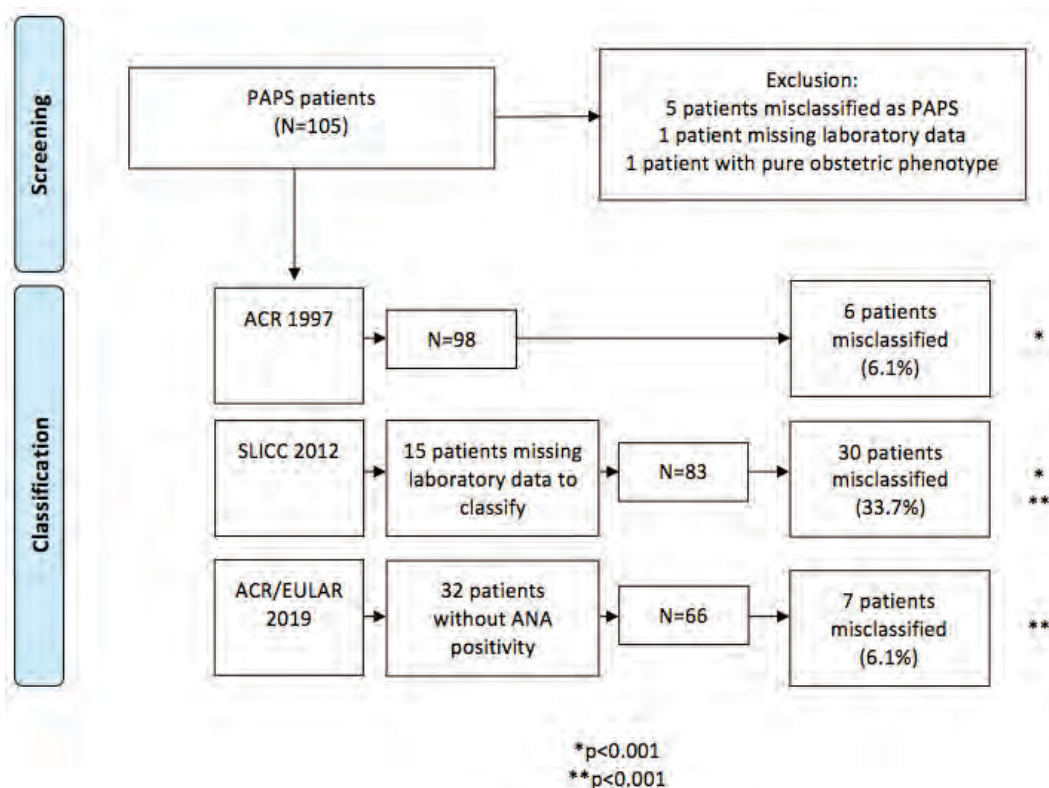 Screening
PAPS patients
(N=105)
Exclusion:
5 patients misclassified as PAPS
1 patient missing laboratory data
1 patient with pure obstetric phenotype
Classification
ACR 1997
N=98
6 patients
misclassified
(6.1%)
*
SLICC 2012
15 patients missing
laboratory data to
classify
N=83
30 patients
misclassified
(33.7%)
*
**
ACR/EULAR
2019
32 patients
without ANA
positivity
N=66
7 patients
misclassified
(6.1%)
**
*p<0.001
**p<0.001